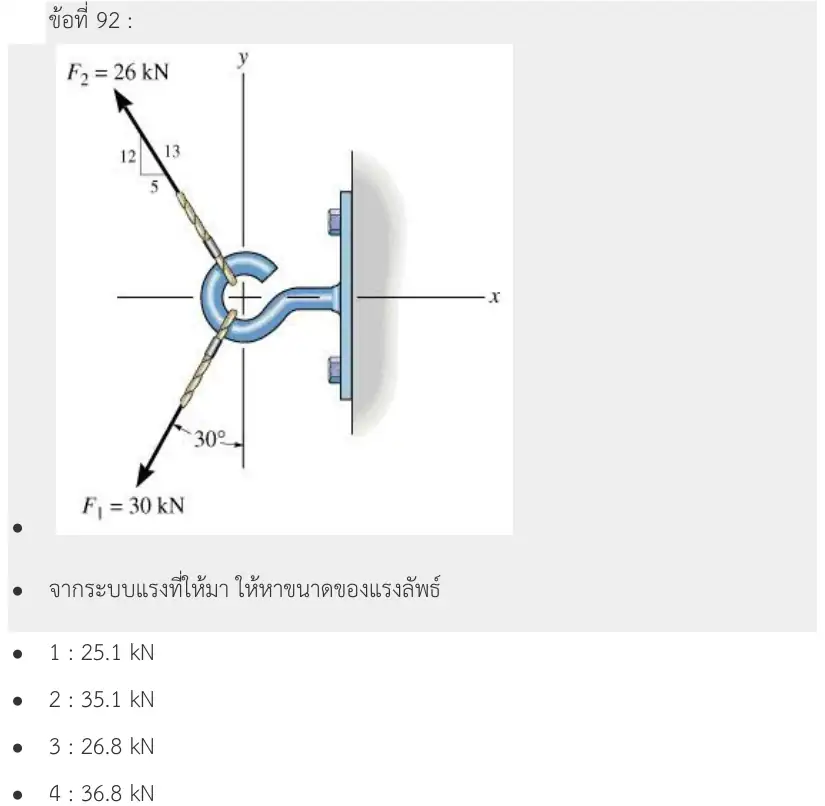 ข้อที่ 92 :
y
F₂ = 26 kN
12
13
5
x
30°
F₁ = 30 kN
จากระบบแรงที่ให้มา ให้หาขนาดของแรงลัพธ์
1 : 25.1 kN
2 : 35.1 kN
3 : 26.8 kN
4 : 36.8 kN